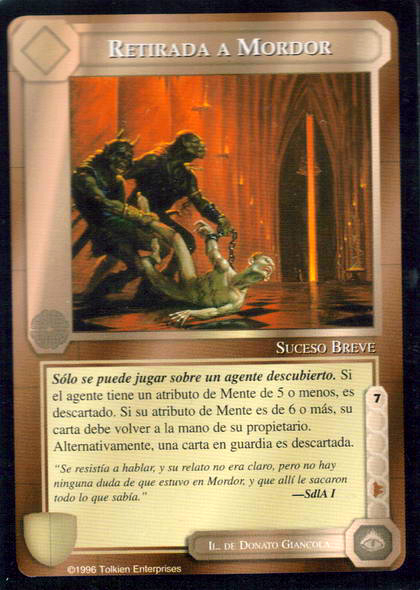 RETIRADA A MORDOR
SUCESO BREVE
Sólo se puede jugar sobre un agente descubierto. Si
el agente tiene un atributo de Mente de 5 o menos, es
descartado. Si su atributo de Mente es de 6 o más, su
carta debe volver a la mano de su propietario.
Alternativamente, una carta en guardia es descartada.
7
"Se resistía a hablar, y su relato no era claro, pero no hay
ninguna duda de que estuvo en Mordor, y que allí le sacaron
todo lo que sabía."
—SdlA I
IL. DE DONATO GIANCOLA
©1996 Tolkien Enterprises